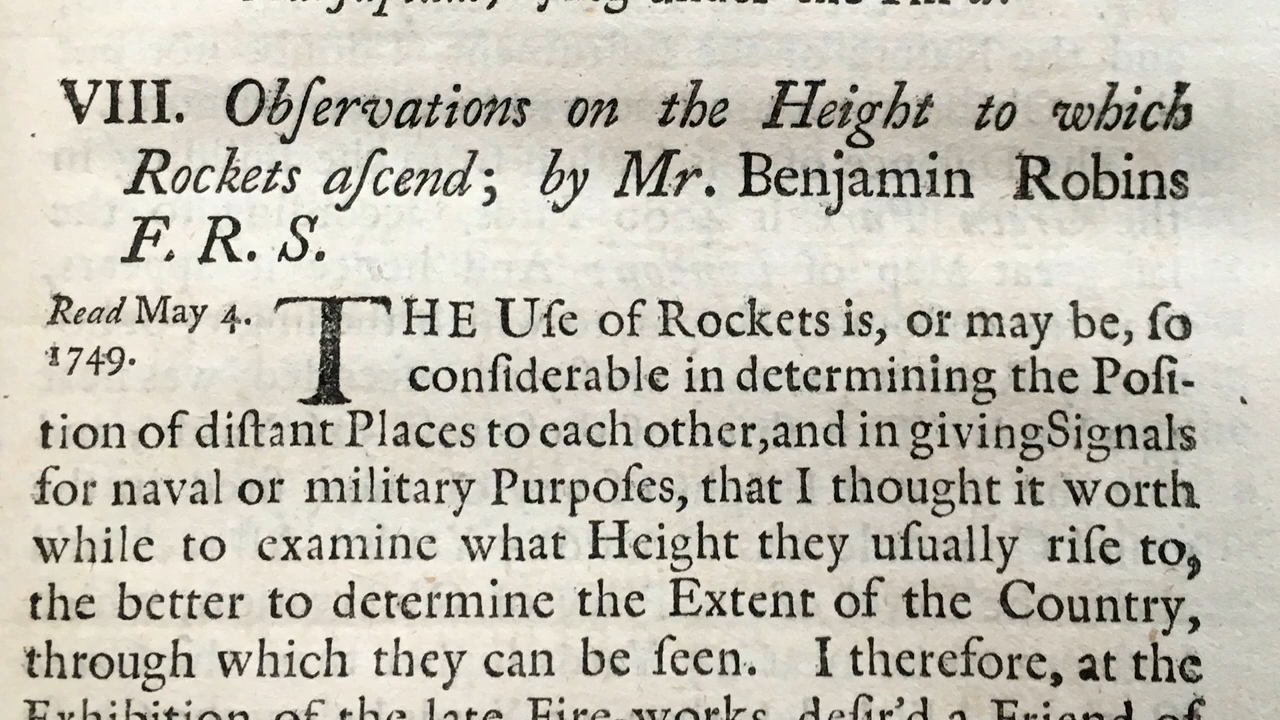 VIII. Obſervations on the Height to which
Rockets aſcend; by Mr. Benjamin Robins
F. R. S.
Read May 4. THE Uſe of Rockets is, or may be, ſo
1749. conſiderable in determining the Poſi-
tion of diſtant Places to each other, and in giving Signals
for naval or military Purpoſes, that I thought it worth
while to examine what Height they uſually riſe to,
the better to determine the Extent of the Country,
through which they can be ſeen. I therefore, at the
Exhibition of the late Fire-works, deſir'd a Friend of